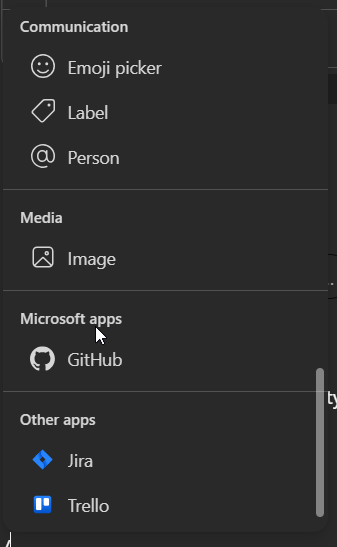 Communication
Emoji picker
Label
Person
Media
Image
Microsoft apps
GitHub
Other apps
Jira
Trello